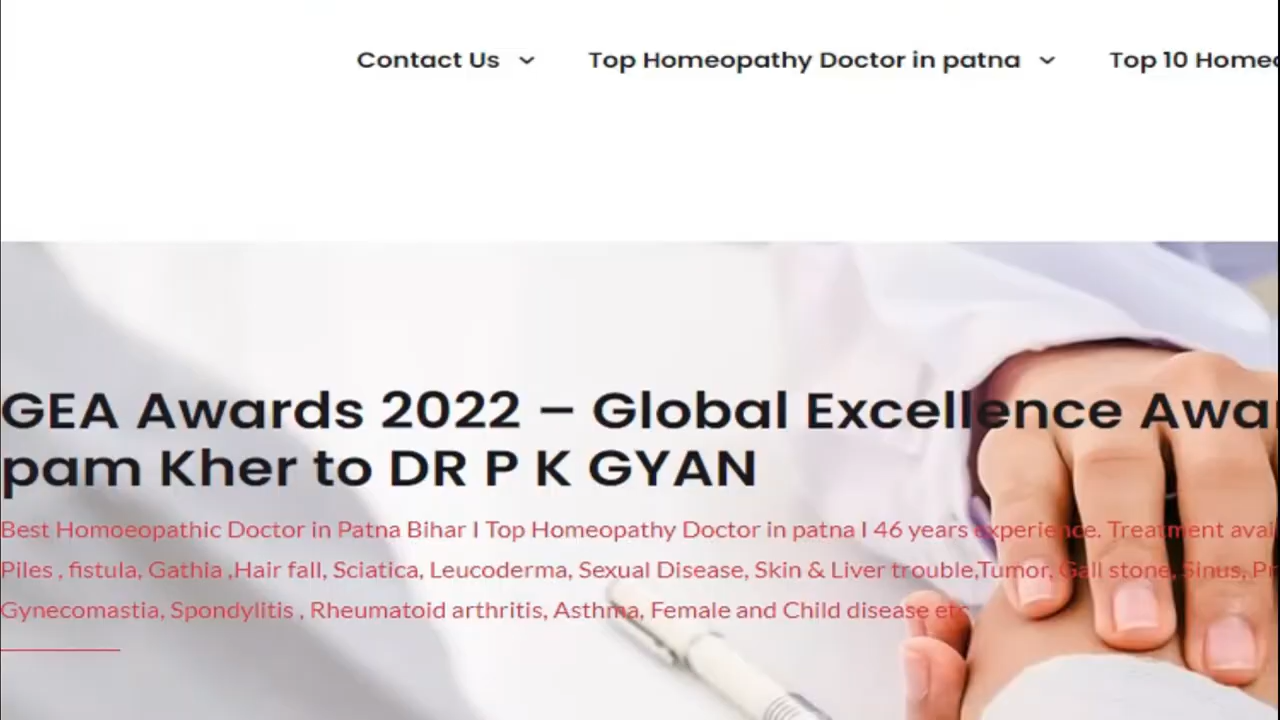 Contact Us Top Homeopathy Doctor in patna Top 10 Home
GEA Awards 2022 – Global Excellence Awa
pam Kher to DR P K GYAN
Best Homoeopathic Doctor in Patna Bihar I Top Homeopathy Doctor in patna I 46 years experience. Treatment avai
Piles , fistula, Gathia ,Hair fall, Sciatica, Leucoderma, Sexual Disease, Skin & Liver trouble,Tumor, Gall stone, Sinus, Pr
Gynecomastia, Spondylitis , Rheumatoid arthritis, Asthma, Female and Child disease etc